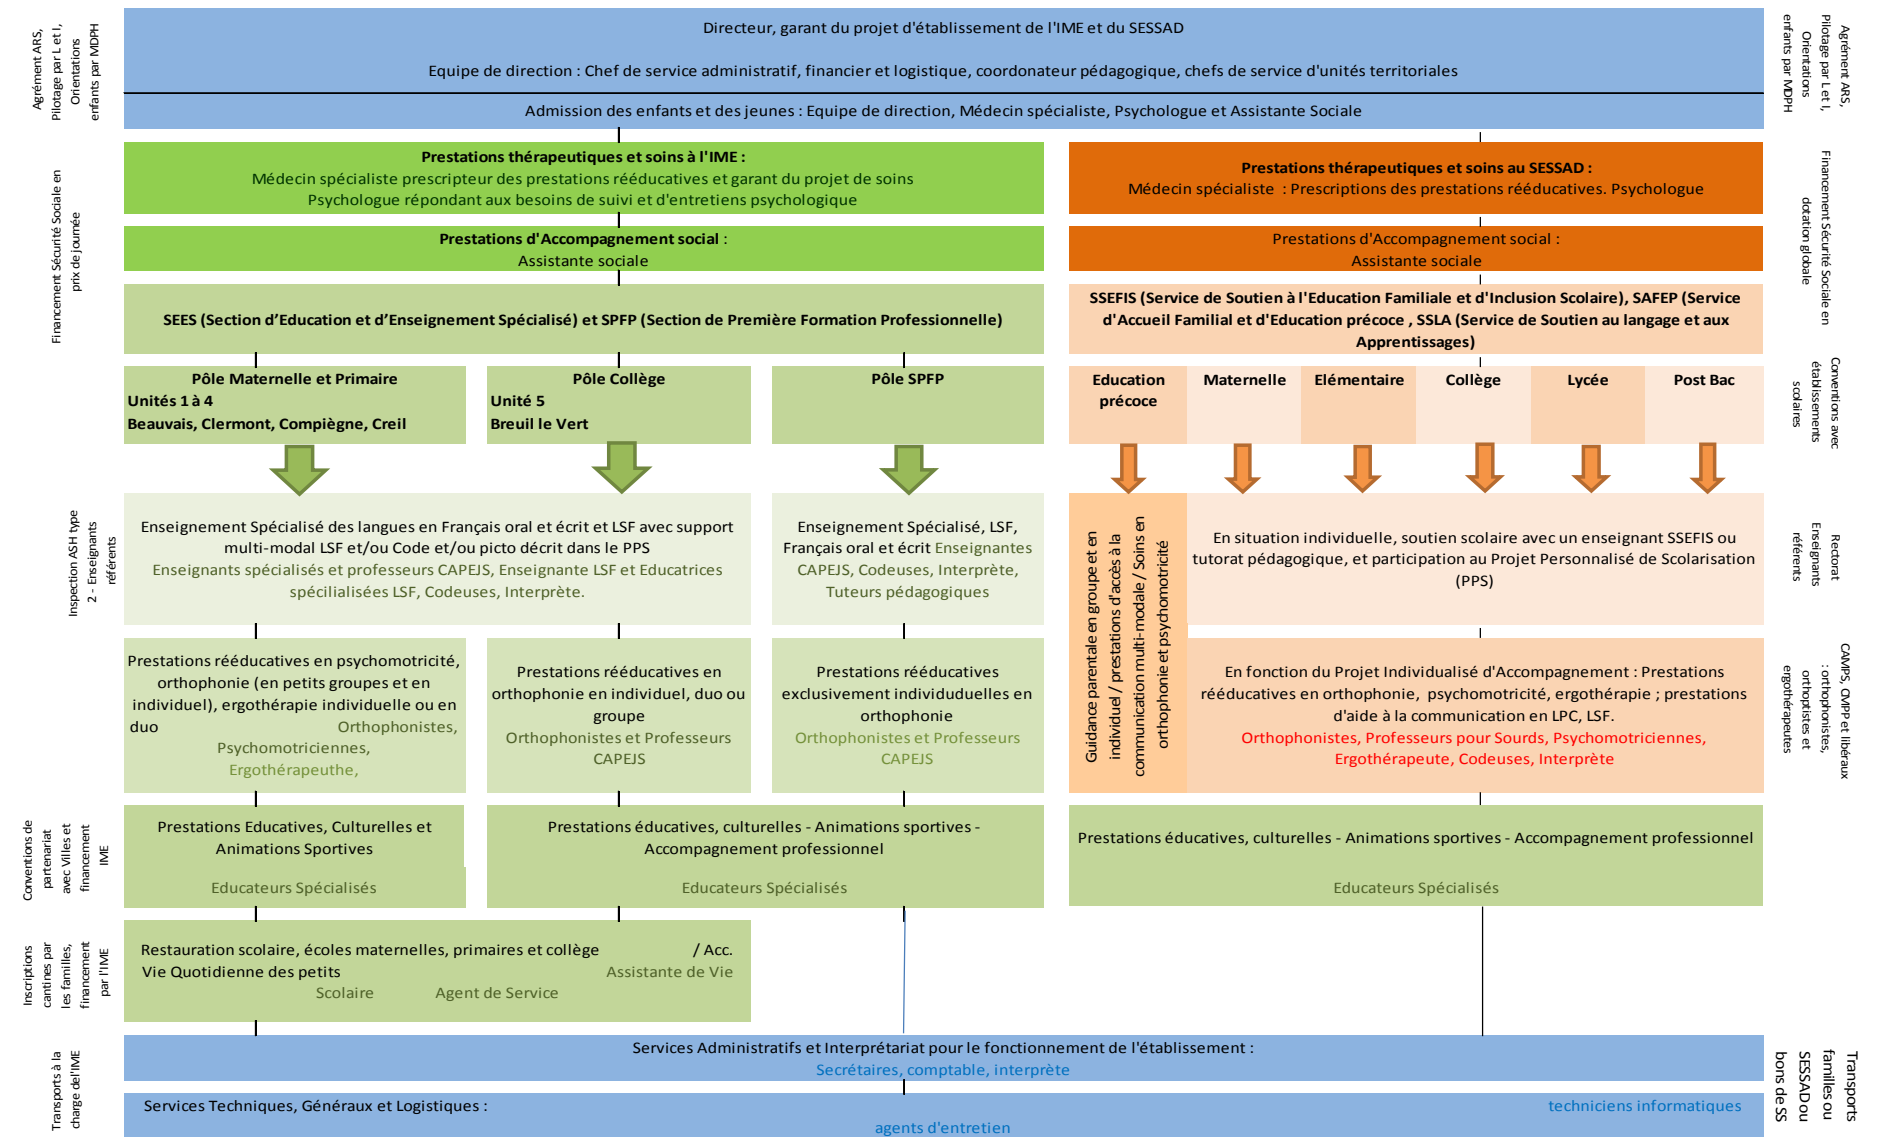 Agrément ARS,
Pilotage par L et I,
Orientations
enfants par MDPH
Directeur, garant du projet d'établissement de l'IME et du SESSAD
Equipe de direction : Chef de service administratif, financier et logistique, coordonateur pédagogique, chefs de service d'unités territoriales
Admission des enfants et des jeunes : Equipe de direction, Médecin spécialiste, Psychologue et Assistante Sociale
Agrément ARS,
Pilotage par L et I,
Orientations
enfants par MDPH
Financement Sécurité Sociale en
prix de journée
Prestations thérapeutiques et soins à l'IME :
Médecin spécialiste prescripteur des prestations rééducatives et garant du projet de soins
Psychologue répondant aux besoins de suivi et d'entretiens psychologique
Prestations thérapeutiques et soins au SESSAD :
Médecin spécialiste : Prescriptions des prestations rééducatives. Psychologue
Financement Sécurité Sociale en
dotation globale
Prestations d'Accompagnement social :
Assistante sociale
Prestations d'Accompagnement social :
Assistante sociale
SEES (Section d’Education et d’Enseignement Spécialisé) et SPFP (Section de Première Formation Professionnelle)
SSEFIS (Service de Soutien à l'Education Familiale et d'Inclusion Scolaire), SAFEP (Service
d'Accueil Familial et d'Education précoce , SSLA (Service de Soutien au langage et aux
Apprentissages)
Pôle Maternelle et Primaire
Unités 1 à 4
Beauvais, Clermont, Compiègne, Creil
Pôle Collège
Unité 5
Breuil le Vert
Pôle SPFP
Education
précoce
Maternelle
Elémentaire
Collège
Lycée
Post Bac
Conventions avec
établissements
scolaires
Inspection ASH type
2 - Enseignants
référents
Enseignement Spécialisé des langues en Français oral et écrit et LSF avec support
multi-modal LSF et/ou Code et/ou picto décrit dans le PPS
Enseignants spécialisés et professeurs CAPEJS, Enseignante LSF et Educatrices
spécilialisées LSF, Codeuses, Interprète.
Enseignement Spécialisé, LSF,
Français oral et écrit Enseignantes
CAPEJS, Codeuses, Interprète,
Tuteurs pédagogiques
Guidance parentale en groupe et en
individuel / prestations d'accès à la
communication multi-modale / Soins en
orthophonie et psychomotricité
En situation individuelle, soutien scolaire avec un enseignant SSEFIS ou
tutorat pédagogique, et participation au Projet Personnalisé de Scolarisation
(PPS)
Rectorat
Enseignants
référents
Prestations rééducatives en psychomotricité,
orthophonie (en petits groupes et en
individuel), ergothérapie individuelle ou en
duo Orthophonistes,
Psychomotriciennes,
Ergothérapeuthe,
Prestations rééducatives en
orthophonie en individuel, duo ou
groupe
Orthophonistes et Professeurs
CAPEJS
Prestations rééducatives
exclusivement individuduelles en
orthophonie
Orthophonistes et Professeurs
CAPEJS
En fonction du Projet Individualisé d'Accompagnement : Prestations
rééducatives en orthophonie, psychomotricité, ergothérapie ; prestations
d'aide à la communication en LPC, LSF.
Orthophonistes, Professeurs pour Sourds, Psychomotriciennes,
Ergothérapeute, Codeuses, Interprète
CAMPS, CMPP et libéraux
: orthophonistes,
orthoptistes et
ergothérapeutes
Conventions de
partenariat
avec Villes et
financement
IME
Prestations Educatives, Culturelles et
Animations Sportives
Educateurs Spécialisés
Prestations éducatives, culturelles - Animations sportives -
Accompagnement professionnel
Educateurs Spécialisés
Prestations éducatives, culturelles - Animations sportives - Accompagnement professionnel
Educateurs Spécialisés
Inscriptions
cantines par
les familles,
financement
par l'IME
Restauration scolaire, écoles maternelles, primaires et collège / Acc.
Vie Quotidienne des petits Assistante de Vie
Scolaire Agent de Service
Transports à la
charge del'IME
Services Administratifs et Interprétariat pour le fonctionnement de l'établissement :
Secrétaires, comptable, interprète
Services Techniques, Généraux et Logistiques : techniciens informatiques
agents d'entretien
Transports
familles ou
SESSAD ou
bons de SS